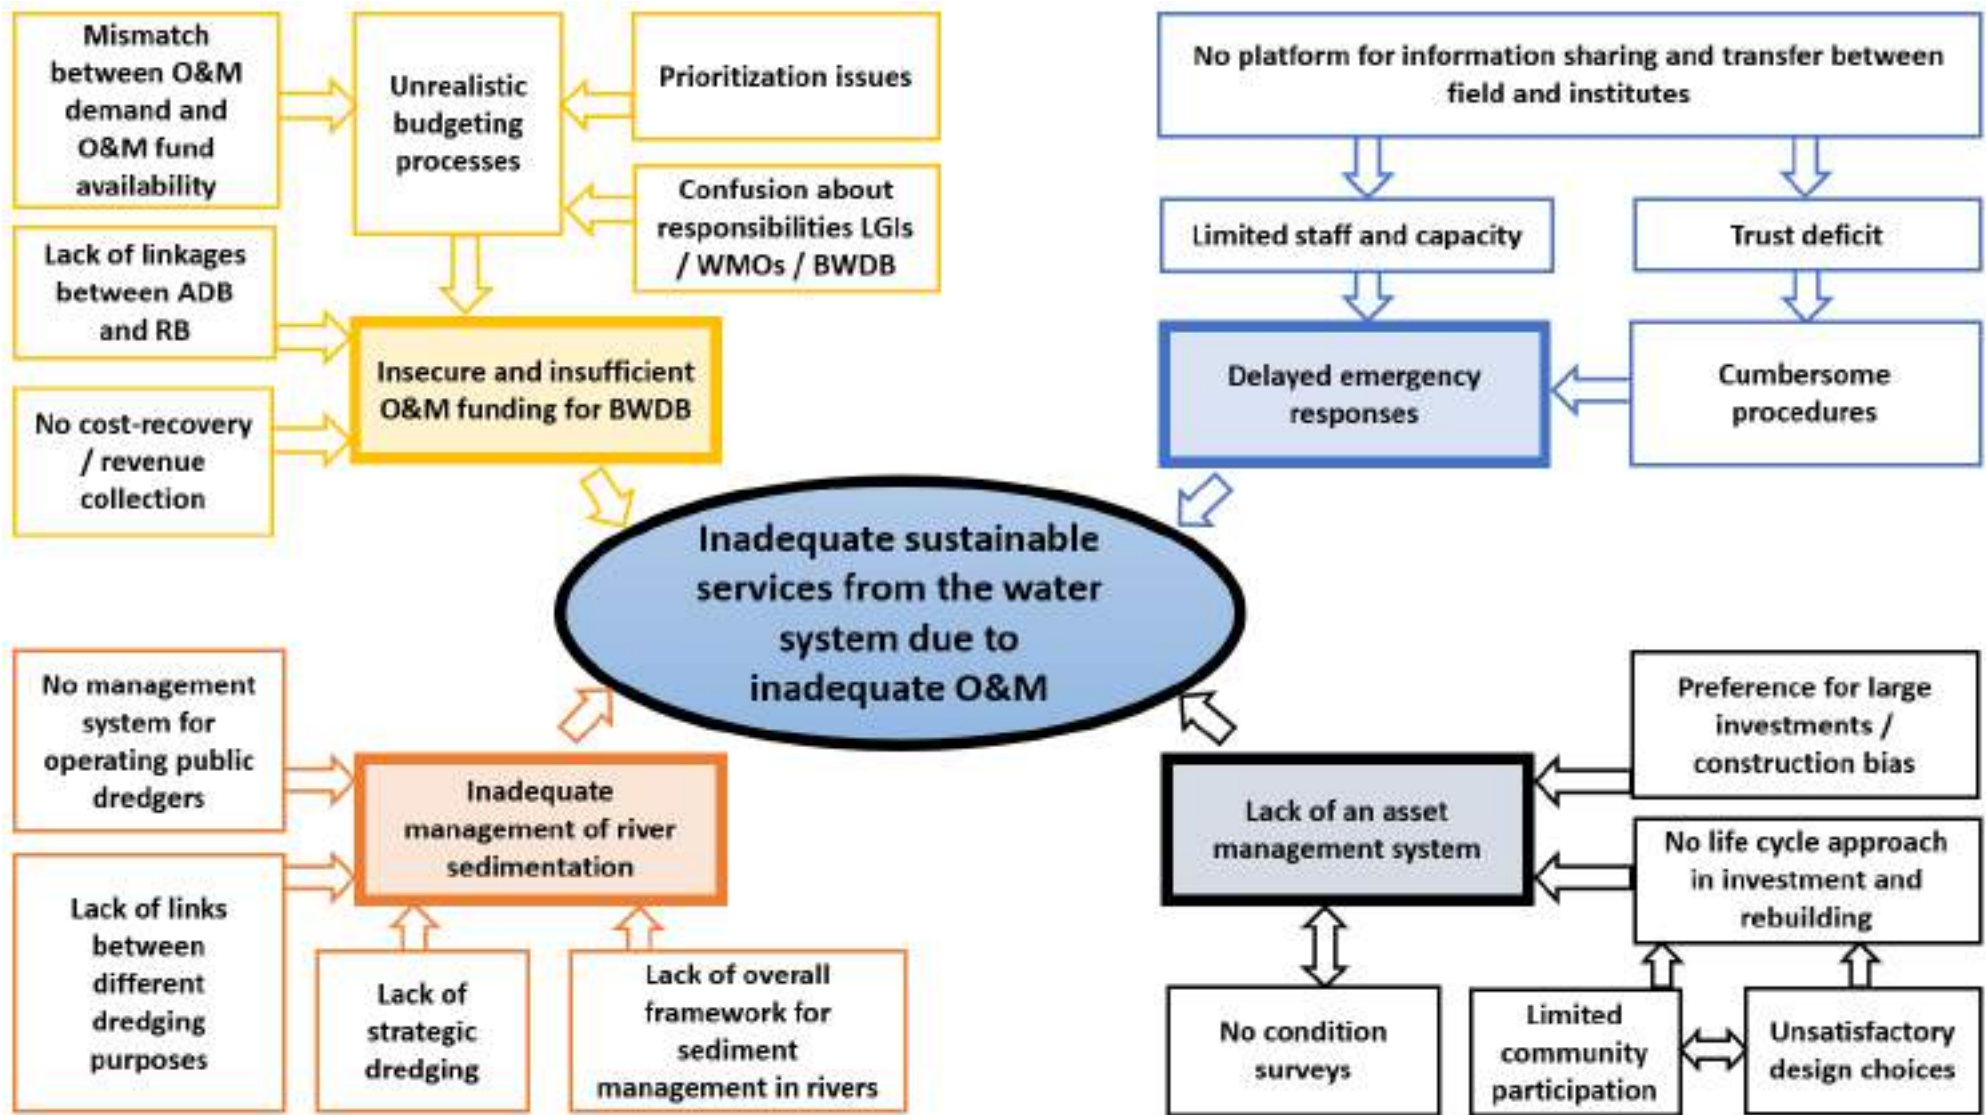 Mismatch
between O&M
demand and
O&M fund
availability
Unrealistic
budgeting
processes
Prioritization issues
Confusion about
responsibilities LGIs
/ WMOs / BWDB
Lack of linkages
between ADB
and RB
No cost-recovery
/ revenue
collection
Insecure and insufficient
O&M funding for BWDB
No platform for information sharing and transfer between
field and institutes
Limited staff and capacity
Trust deficit
Delayed emergency
responses
Cumbersome
procedures
Inadequate sustainable
services from the water
system due to
inadequate O&M
No management
system for
operating public
dredgers
Inadequate
management of river
sedimentation
Lack of links
between
different
dredging
purposes
Lack of
strategic
dredging
Lack of overall
framework for
sediment
management in rivers
Preference for large
investments /
construction bias
Lack of an asset
management system
No life cycle approach
in investment and
rebuilding
No condition
surveys
Limited
community
participation
Unsatisfactory
design choices